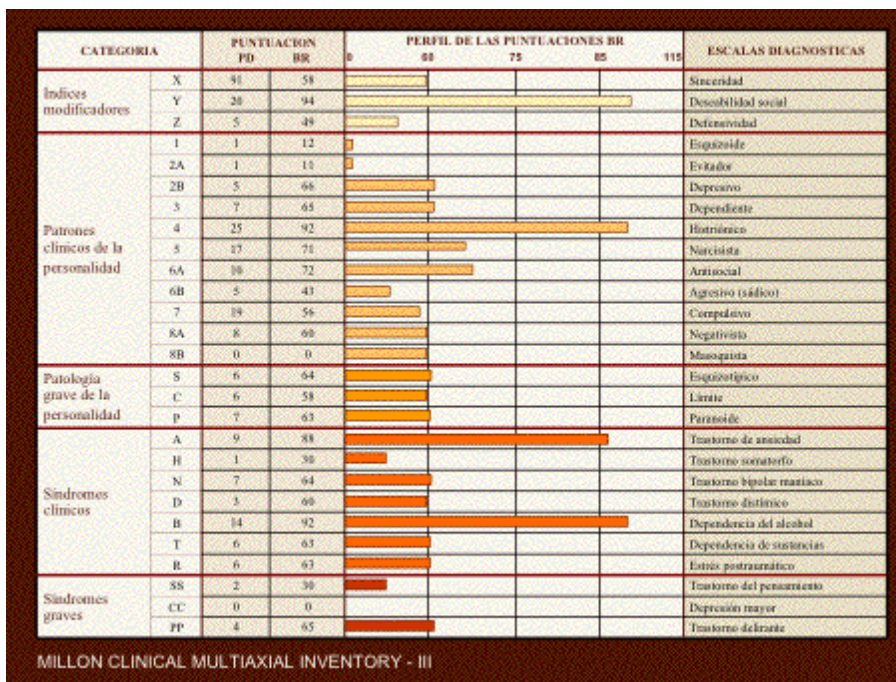 CATEGORIA PUNTUACION PERFIL DE LAS PUNTUACIONES BR ESCALAS DIAGNOSTICAS
PD BR 0 60 75 85 115
Indices modificadores
X 91 58 Sinceridad
Y 20 94 Deseabilidad social
Z 5 49 Defensividad
Patrones clínicos de la personalidad
1 1 12 Esquizoide
2A 1 11 Evitador
2B 5 66 Depresivo
3 7 65 Dependiente
4 25 92 Histriónico
5 17 71 Narcisista
6A 10 72 Antisocial
6B 5 43 Agresivo (sádico)
7 19 56 Compulsivo
8A 8 60 Negativista
8B 0 0 Masoquista
Patología grave de la personalidad
S 6 64 Esquizotípico
C 6 58 Límite
P 7 63 Paranoide
Síndromes clínicos
A 9 88 Trastorno de ansiedad
H 1 30 Trastorno somatorfo
N 7 64 Trastorno bipolar maníaco
D 3 60 Trastorno distímico
B 14 92 Dependencia del alcohol
T 6 63 Dependencia de sustancias
R 6 63 Estrés postraumático
Síndromes graves
SS 2 30 Trastorno del pensamiento
CC 0 0 Depresión mayor
PP 4 65 Trastorno delirante
MILLON CLINICAL MULTIAXIAL INVENTORY - III